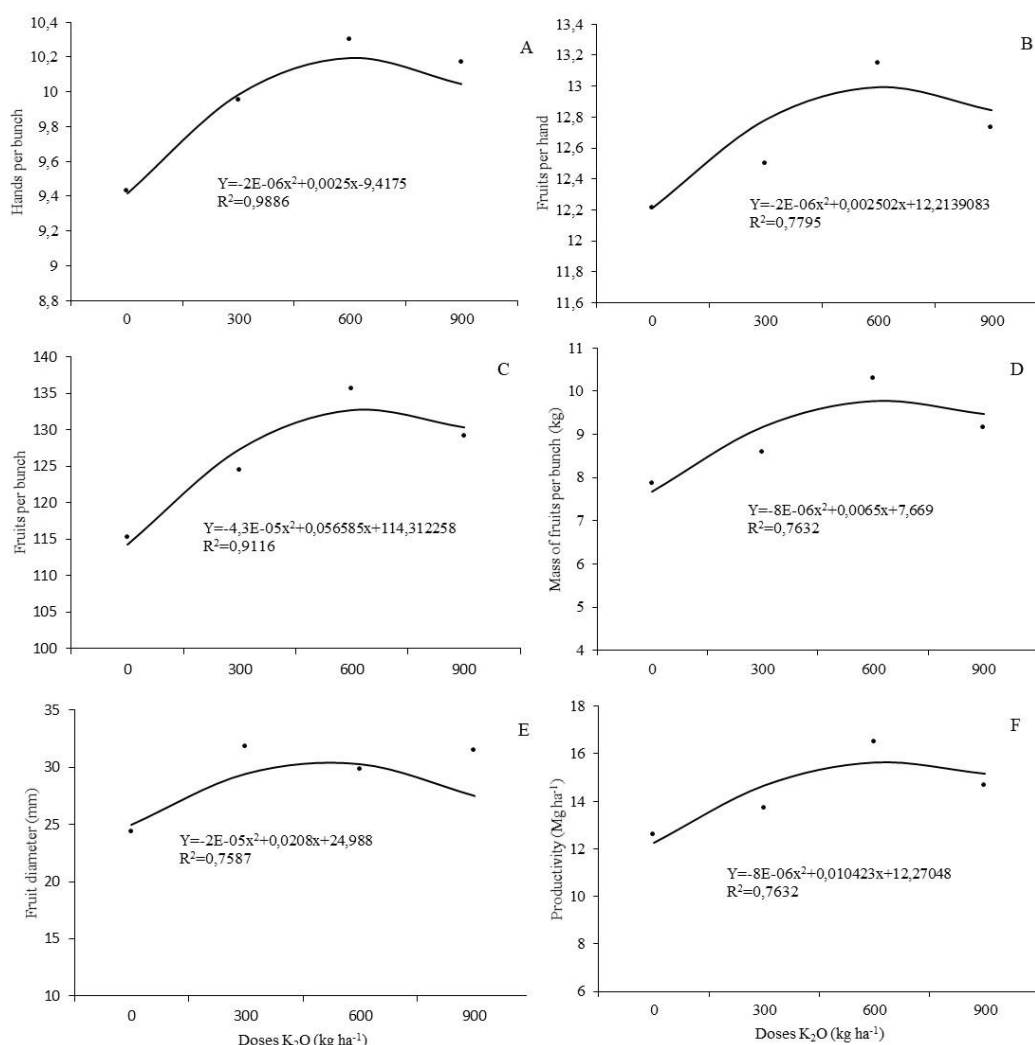 A
Hands per bunch
10,4
10,2
10
9,8
9,6
9,4
9,2
9
8,8
Y=-2E-06x²+0,0025x-9,4175
R²=0,9886
0 300 600 900
B
Fruits per hand
13,4
13,2
13
12,8
12,6
12,4
12,2
12
11,8
11,6
Y=-2E-06x²+0,002502x+12,2139083
R²=0,7795
0 300 600 900
C
Fruits per bunch
140
135
130
125
120
115
110
105
100
Y=-4,3E-05x²+0,056585x+114,312258
R²=0,9116
0 300 600 900
D
Mass of fruits per bunch (kg)
11
10
9
8
7
6
5
4
Y=-8E-06x²+0,0065x+7,669
R²=0,7632
0 300 600 900
E
Fruit diameter (mm)
35
30
25
20
15
10
Y=-2E-05x²+0,0208x+24,988
R²=0,7587
0 300 600 900
Doses K₂O (kg ha⁻¹)
F
Productivity (Mg ha⁻¹)
18
16
14
12
10
8
6
Y=-8E-06x²+0,010423x+12,27048
R²=0,7632
0 300 600 900
Doses K₂O (kg ha⁻¹)